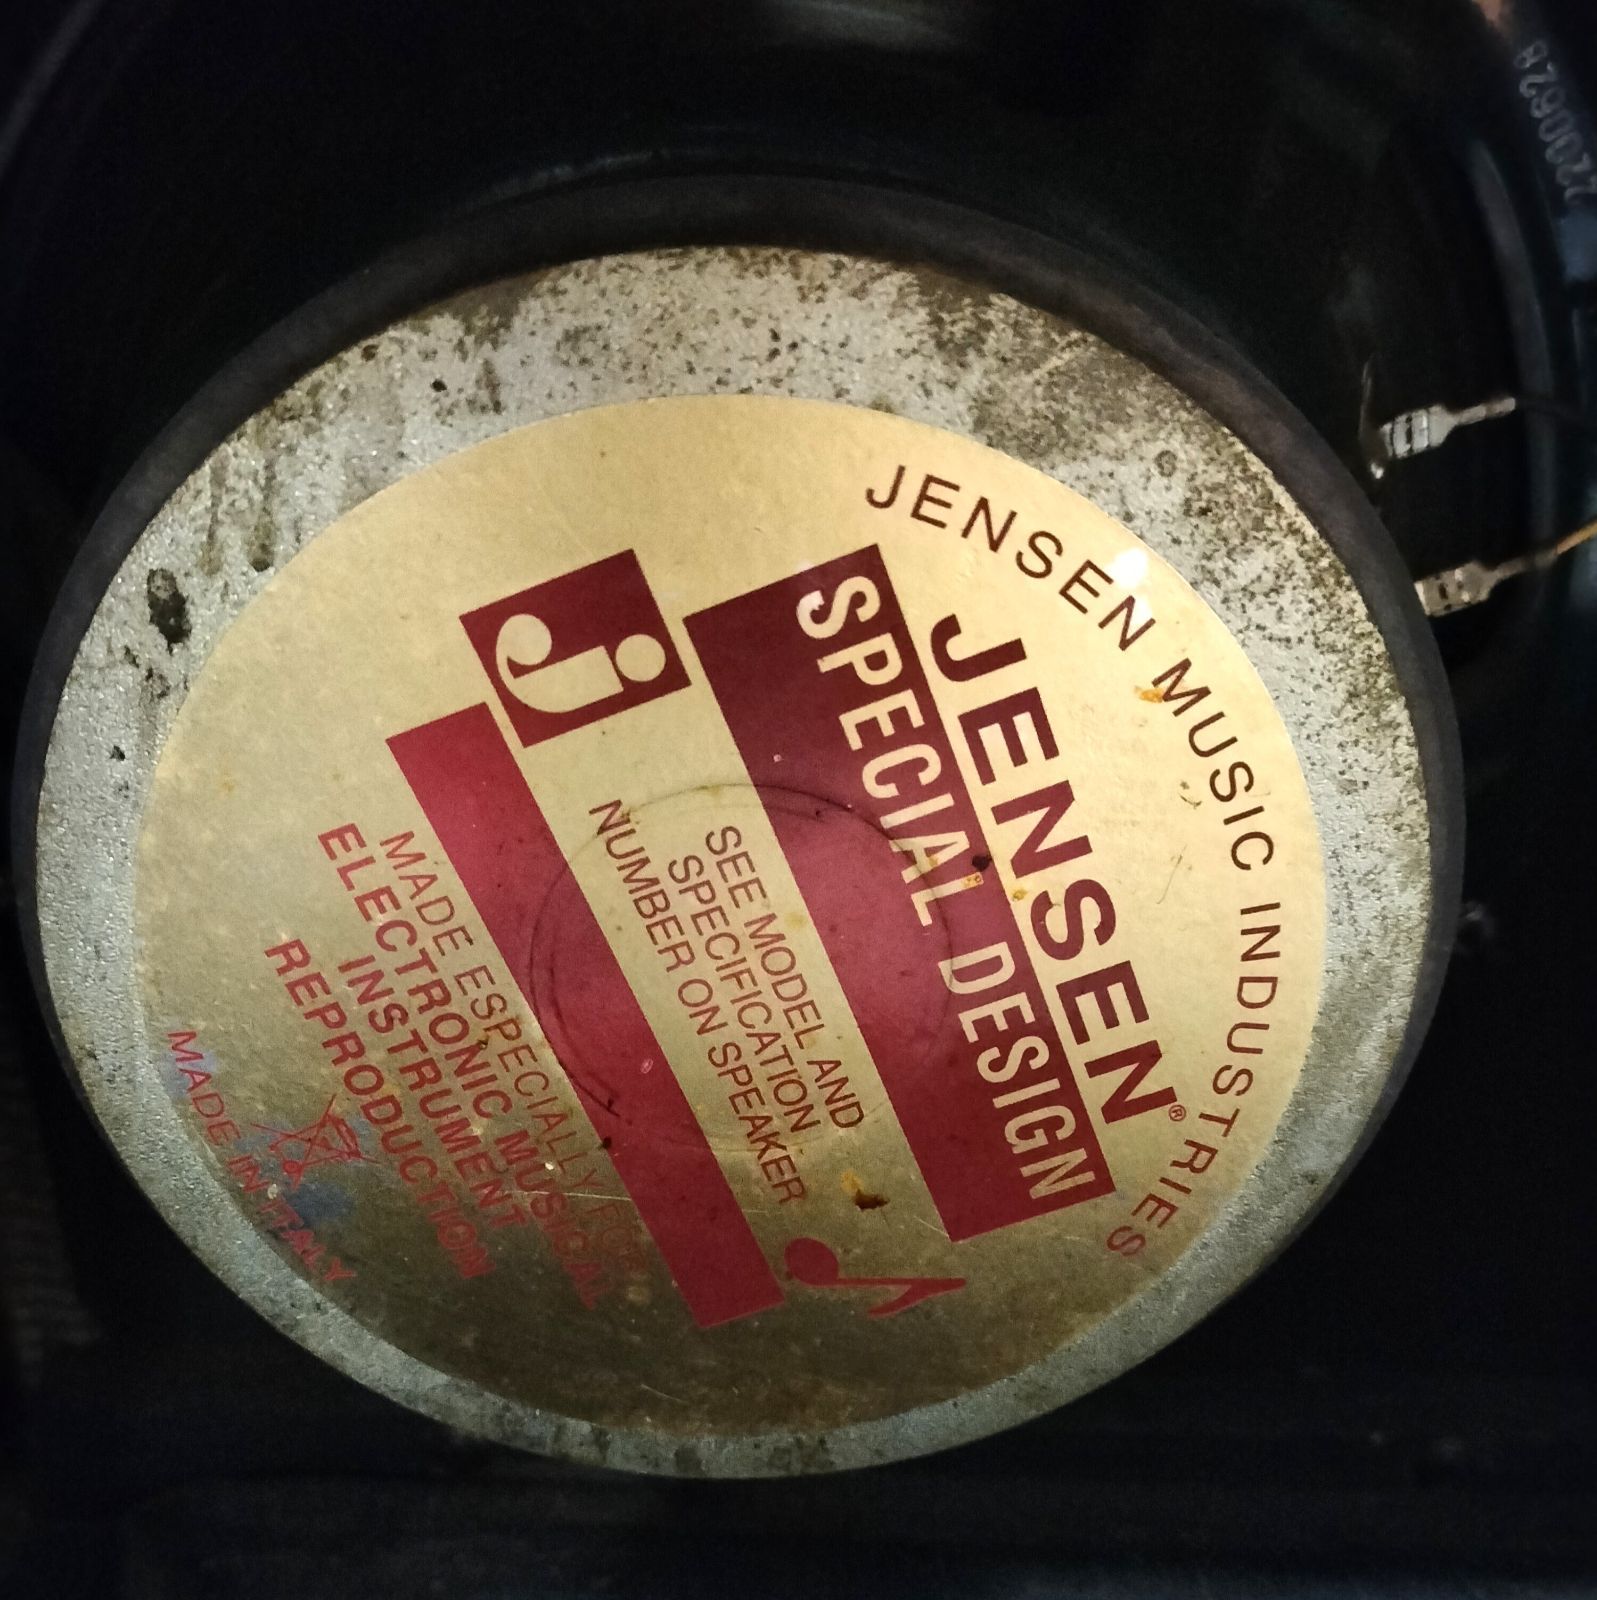 JENSEN MUSIC INDUSTRIES
JENSEN®
SPECIAL DESIGN
SEE MODEL AND
SPECIFICATION
NUMBER ON SPEAKER
j
MADE ESPECIALLY FOR
ELECTRONIC MUSICAL
INSTRUMENT
REPRODUCTION
MADE IN ITALY
2200628